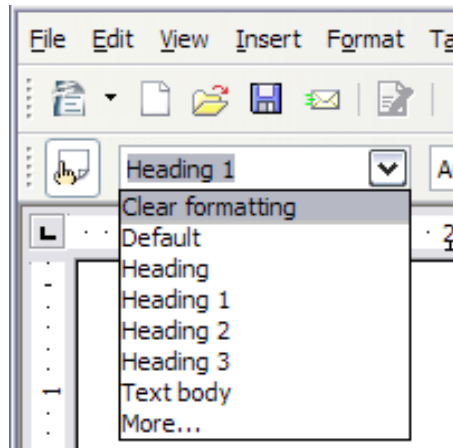 File Edit View Insert Format
Heading 1
Clear formatting
Default
Heading
Heading 1
Heading 2
Heading 3
Text body
More...
1